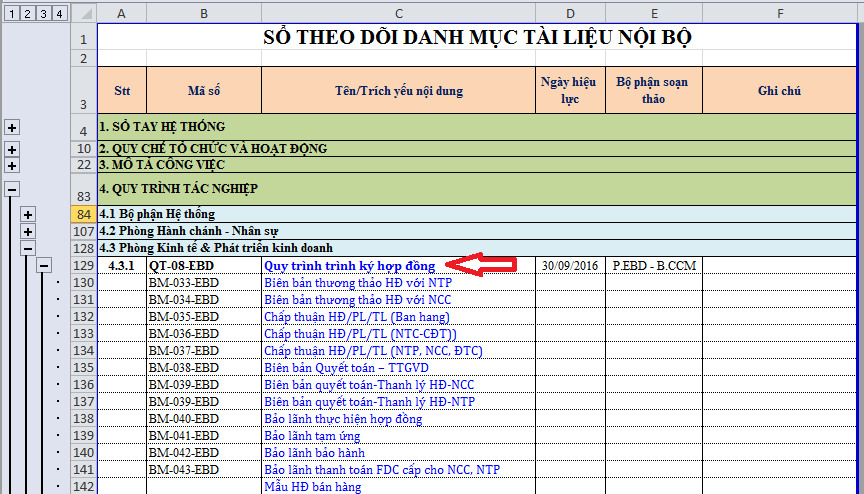 1 2 3 4
A B C D E F
1 SỔ THEO DÕI DANH MỤC TÀI LIỆU NỘI BỘ
2
3 Stt Mã số Tên/Trích yếu nội dung Ngày hiệu lực Bộ phận soạn thảo Ghi chú
4 1. SỔ TAY HỆ THỐNG
10 2. QUY CHẾ TỔ CHỨC VÀ HOẠT ĐỘNG
22 3. MÔ TẢ CÔNG VIỆC
83 4. QUY TRÌNH TÁC NGHIỆP
84 4.1 Bộ phận Hệ thống
107 4.2 Phòng Hành chánh - Nhân sự
128 4.3 Phòng Kinh tế & Phát triển kinh doanh
129 4.3.1 QT-08-EBD Quy trình trình ký hợp đồng 30/09/2016 P.EBD - B.CCM
130 BM-033-EBD Biên bản thương thảo HĐ với NTP
131 BM-034-EBD Biên bản thương thảo HĐ với NCC
132 BM-035-EBD Chấp thuận HĐ/PL/TL (Ban hang)
133 BM-036-EBD Chấp thuận HĐ/PL/TL (NTC-CĐT))
134 BM-037-EBD Chấp thuận HĐ/PL/TL (NTP, NCC, ĐTC)
135 BM-038-EBD Biên bản Quyết toán – TTGVD
136 BM-039-EBD Biên bản quyết toán-Thanh lý HĐ-NCC
137 BM-039-EBD Biên bản quyết toán-Thanh lý HĐ-NTP
138 BM-040-EBD Bảo lãnh thực hiện hợp đồng
139 BM-041-EBD Bảo lãnh tạm ứng
140 BM-042-EBD Bảo lãnh bảo hành
141 BM-043-EBD Bảo lãnh thanh toán FDC cấp cho NCC, NTP
142 Mẫu HĐ bán hàng